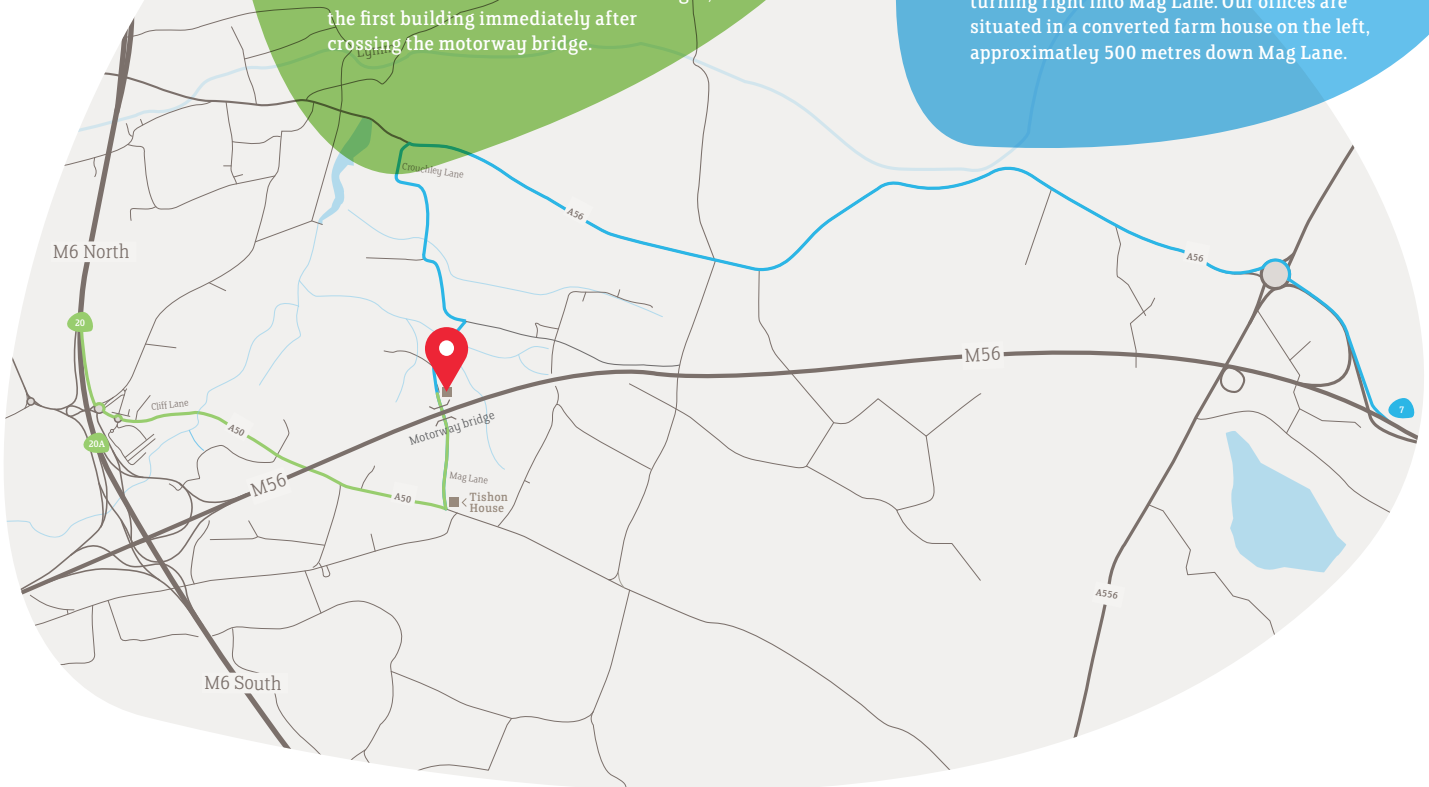 the first building immediately after
crossing the motorway bridge.
turning right into Mag Lane. Our offices are
situated in a converted farm house on the left,
approximatley 500 metres down Mag Lane.
Crouchley Lane
A56
M6 North
A56
20
M56
Cliff Lane
7
20A
A50
Motorway bridge
M56
Mag Lane
A50
Tishon
House
A556
M6 South